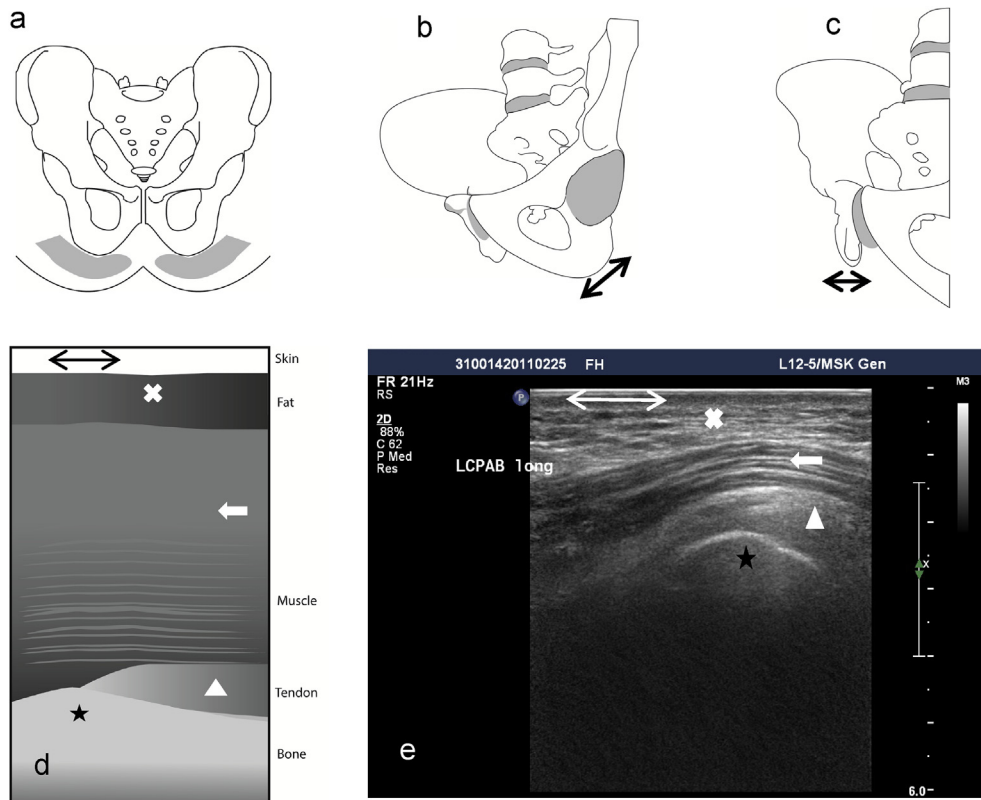 a
b
c
Skin
Fat
Muscle
Tendon
Bone
d
31001420110225 FH L12-5/MSK Gen
FR 21Hz
RS
2D
88%
C 62
P Med
Res
P
M3
LCPAB long
x
e
6.0